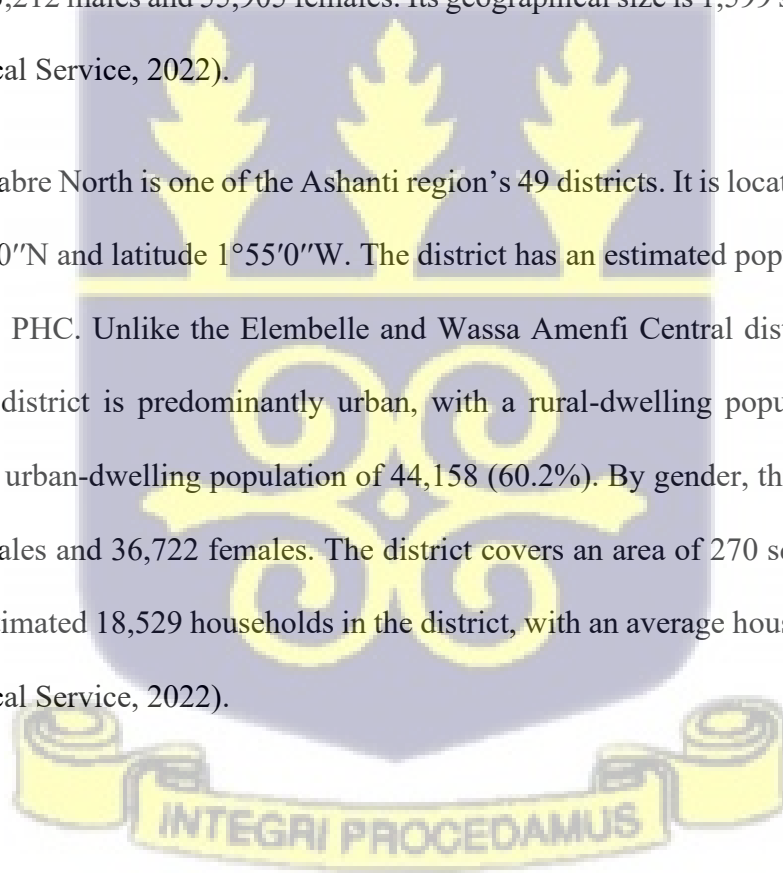 ,212 males and 55,905 females. Its geographical size is 1,599
cal Service, 2022).
abre North is one of the Ashanti region’s 49 districts. It is locat
0″N and latitude 1°55′0″W. The district has an estimated pop
PHC. Unlike the Elembelle and Wassa Amenfi Central dis
district is predominantly urban, with a rural-dwelling popu
urban-dwelling population of 44,158 (60.2%). By gender, th
ales and 36,722 females. The district covers an area of 270 s
timated 18,529 households in the district, with an average hou
cal Service, 2022).
INTEGRI PROCEDAMUS